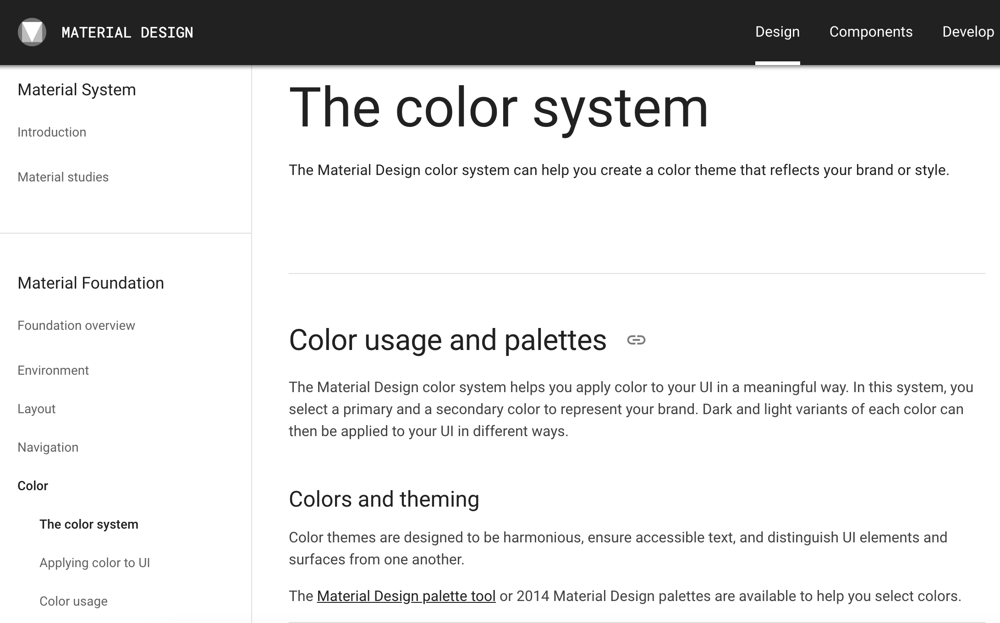 MATERIAL DESIGN
Design
Components
Develop
Material System
Introduction
Material studies
Material Foundation
Foundation overview
Environment
Layout
Navigation
Color
The color system
Applying color to UI
Color usage
The color system
The Material Design color system can help you create a color theme that reflects your brand or style.
Color usage and palettes
The Material Design color system helps you apply color to your UI in a meaningful way. In this system, you
select a primary and a secondary color to represent your brand. Dark and light variants of each color can
then be applied to your UI in different ways.
Colors and theming
Color themes are designed to be harmonious, ensure accessible text, and distinguish UI elements and
surfaces from one another.
The Material Design palette tool or 2014 Material Design palettes are available to help you select colors.